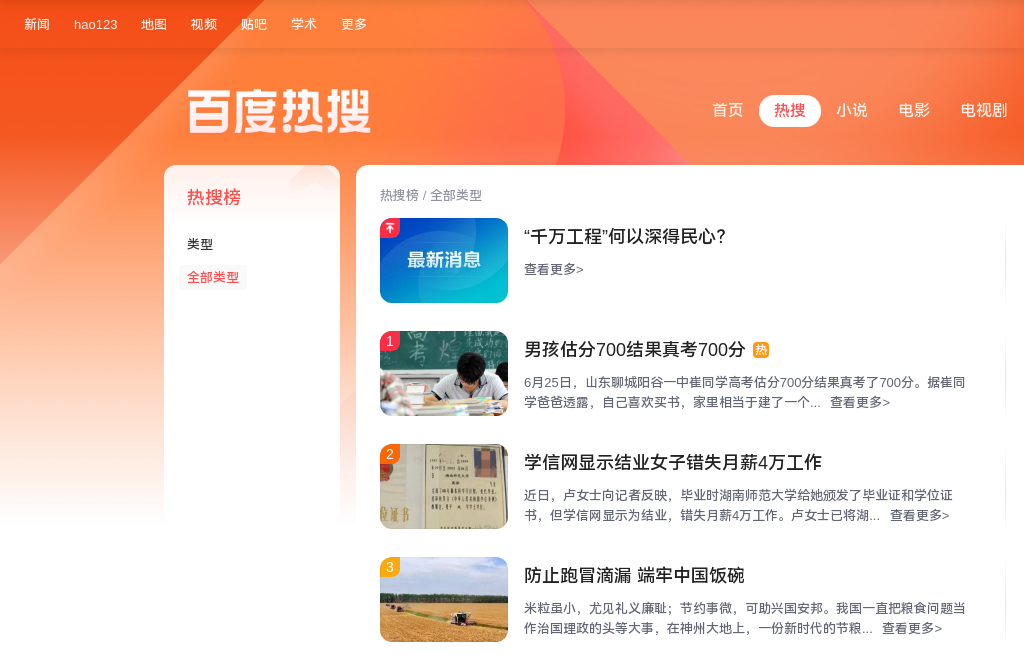 新闻 hao123 地图 视频 贴吧 学术 更多
百度热搜
首页 热搜 小说 电影 电视剧
热搜榜
类型
全部类型
热搜榜 / 全部类型
最新消息
“千万工程”何以深得民心?
查看更多>
1
男孩估分700结果真考700分 热
6月25日，山东聊城阳谷一中崔同学高考估分700分结果真考了700分。据崔同
学爸爸透露，自己喜欢买书，家里相当于建了一个... 查看更多>
2
学信网显示结业女子错失月薪4万工作
近日，卢女士向记者反映，毕业时湖南师范大学给她颁发了毕业证和学位证
书，但学信网显示为结业，错失月薪4万工作。卢女士已将湖... 查看更多>
3
防止跑冒滴漏 端牢中国饭碗
米粒虽小，尤见礼义廉耻；节约事微，可助兴国安邦。我国一直把粮食问题当
作治国理政的头等大事，在神州大地上，一份新时代的节粮... 查看更多>